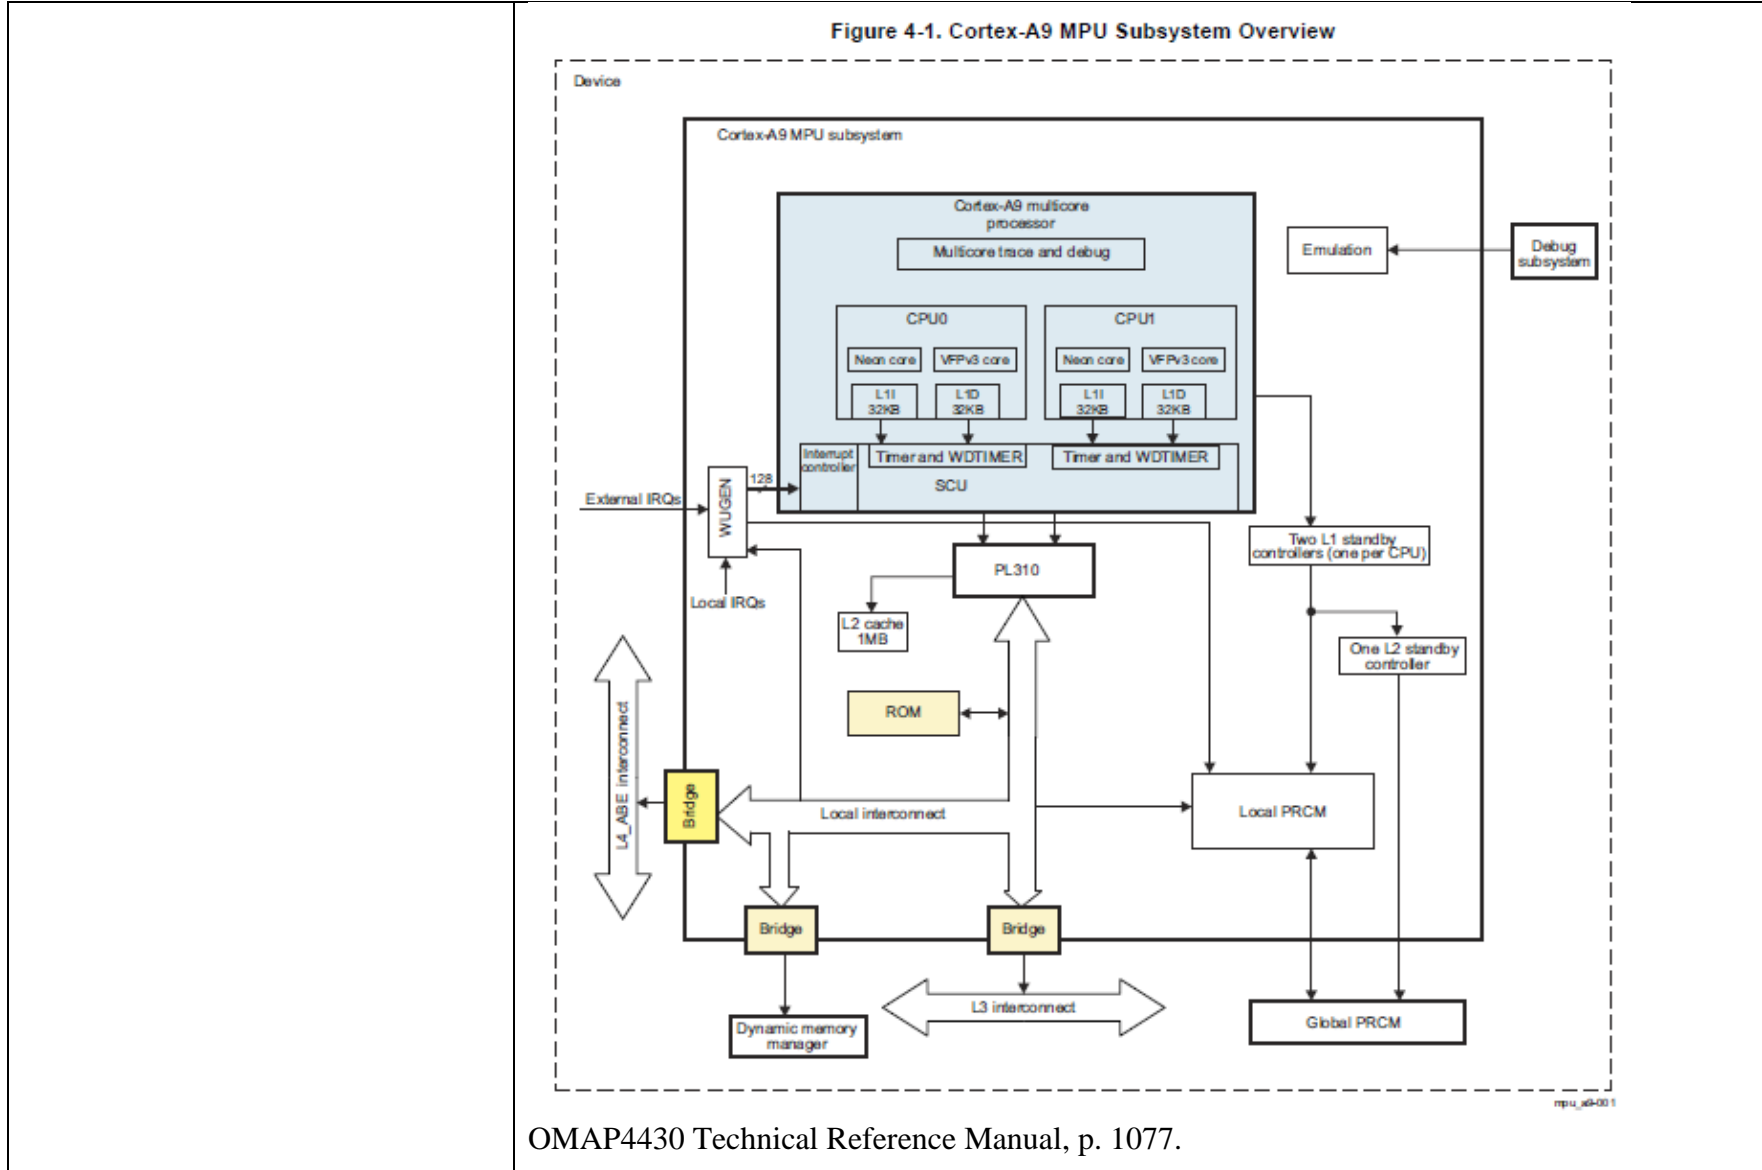 Figure 4-1. Cortex-A9 MPU Subsystem Overview
Device
Cortex-A9 MPU subsystem
Cortex-A9 multicore
processor
Multicore trace and debug
Emulation
Debug
subsystem
CPU0
CPU1
Neon core
VFPv3 core
Neon core
VFPv3 core
L1I
32KB
L1D
32KB
L1I
32KB
L1D
32KB
Interrupt
controller
Timer and WDTIMER
Timer and WDTIMER
SCU
128
External IRQs
WUGEN
Local IRQs
Two L1 standby
controllers (one per CPU)
PL310
L2 cache
1MB
One L2 standby
controller
ROM
L4_ABE interconnect
Bridge
Local interconnect
Local PRCM
Bridge
Bridge
L3 interconnect
Dynamic memory
manager
Global PRCM
mpu_a9-001
OMAP4430 Technical Reference Manual, p. 1077.